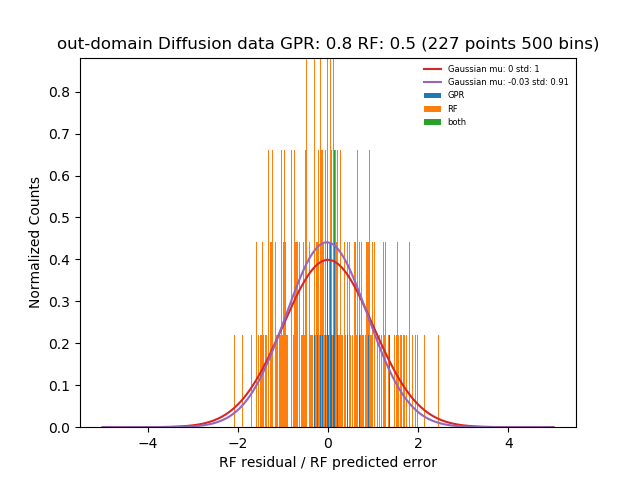 out-domain Diffusion data GPR: 0.8 RF: 0.5 (227 points 500 bins)
Gaussian mu: 0 std: 1
Gaussian mu: -0.03 std: 0.91
GPR
RF
both
Normalized Counts
0.8
0.7
0.6
0.5
0.4
0.3
0.2
0.1
0.0
−4
−2
0
2
4
RF residual / RF predicted error